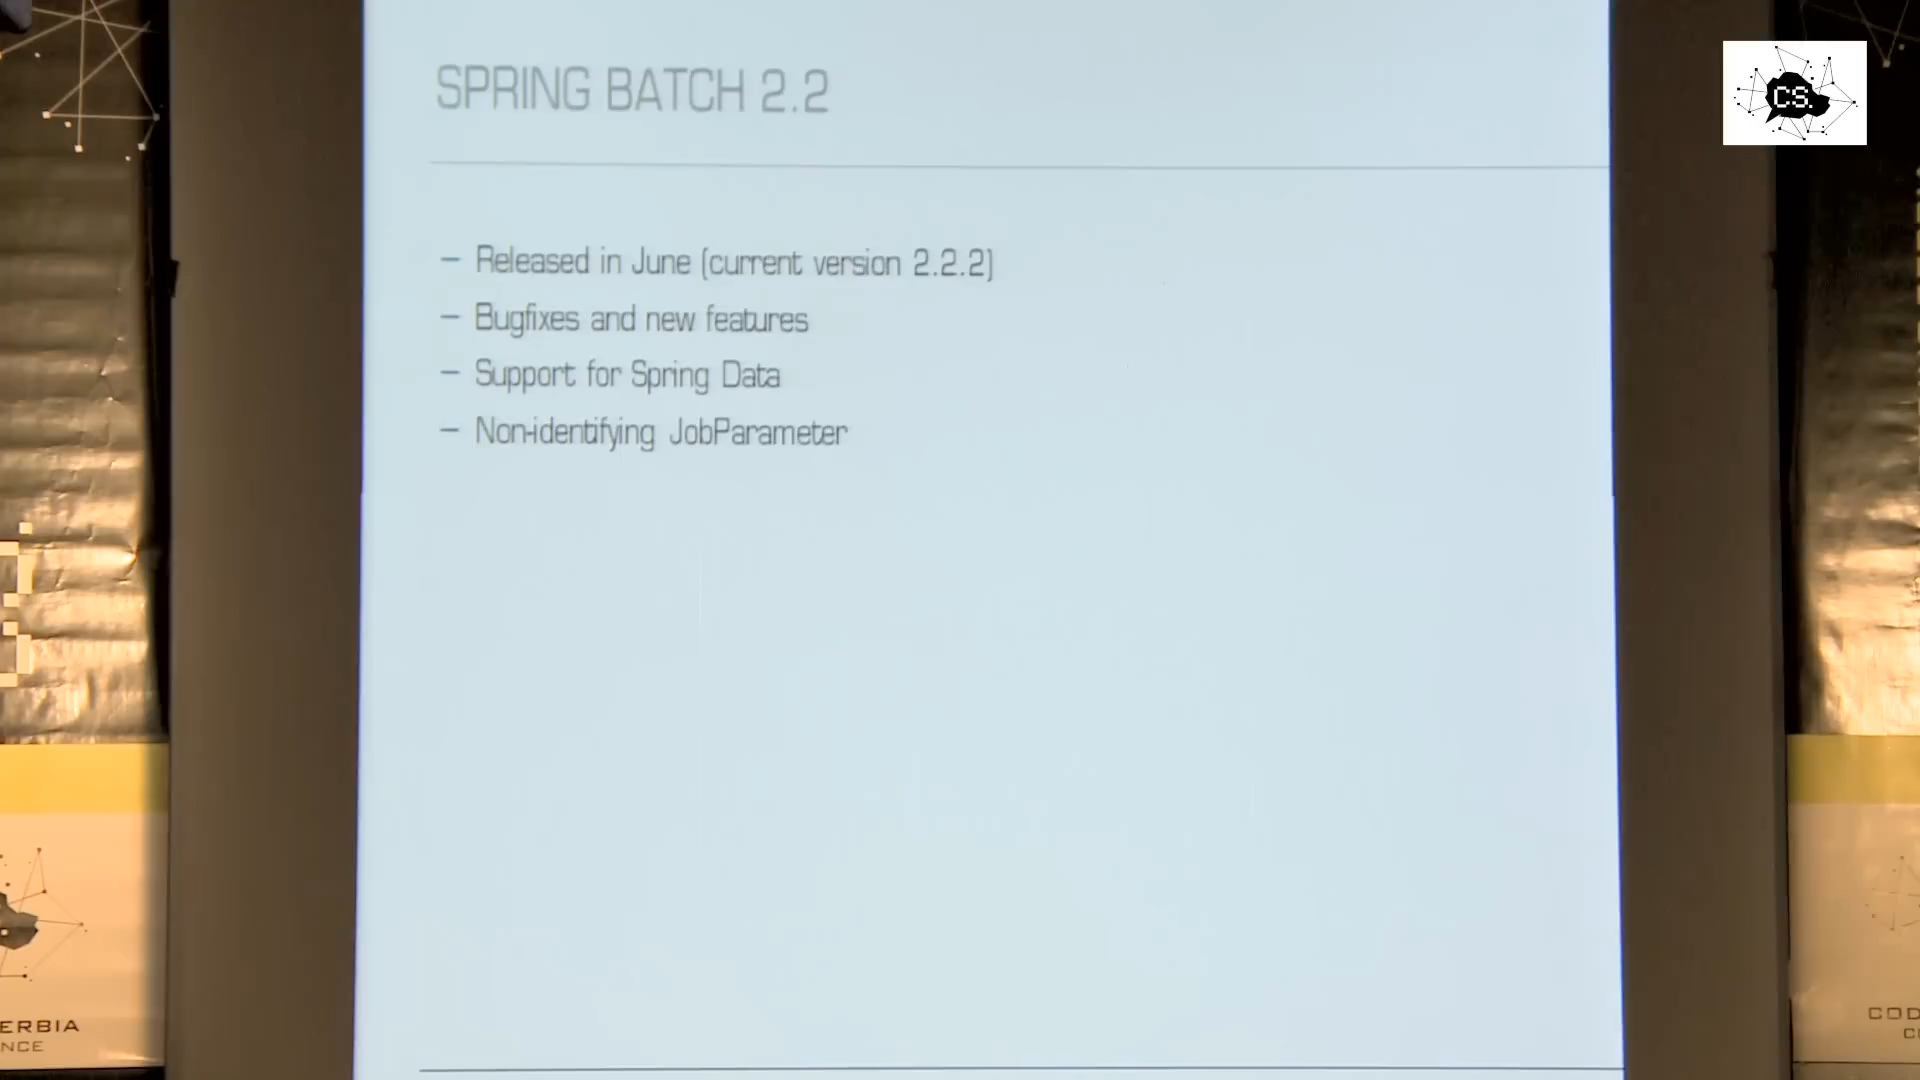 SPRING BATCH 2.2
CS.
– Released in June (current version 2.2.2)
– Bugfixes and new features
– Support for Spring Data
– Non-identifying JobParameter
ERBIA
NCE
COD
C